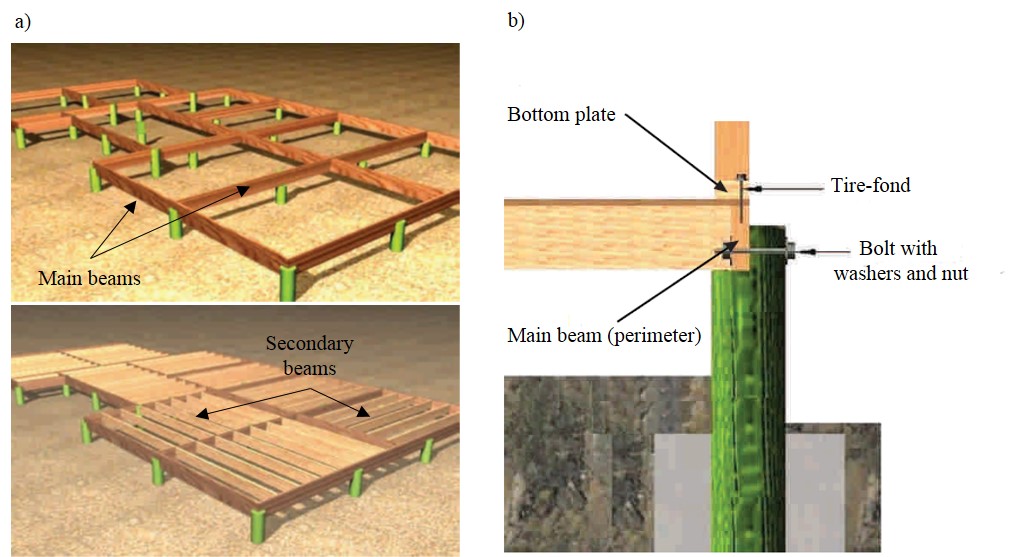 a)
Main beams
Secondary
beams
b)
Bottom plate
Tire-fond
Bolt with
washers and nut
Main beam (perimeter)